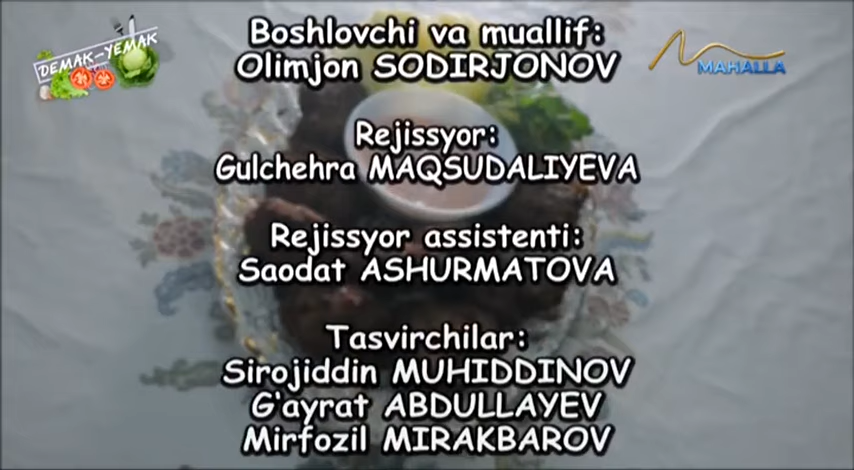 DEMAK-YEMAK
MAHALLA
Boshlovchi va muallif:
Olimjon SODIRJONOV
Rejissyor:
Gulchehra MAQSUDALIYEVA
Rejissyor assistenti:
Saodat ASHURMATOVA
Tasvirchilar:
Sirojiddin MUHIDDINOV
G'ayrat ABDULLAYEV
Mirfozil MIRAKBAROV